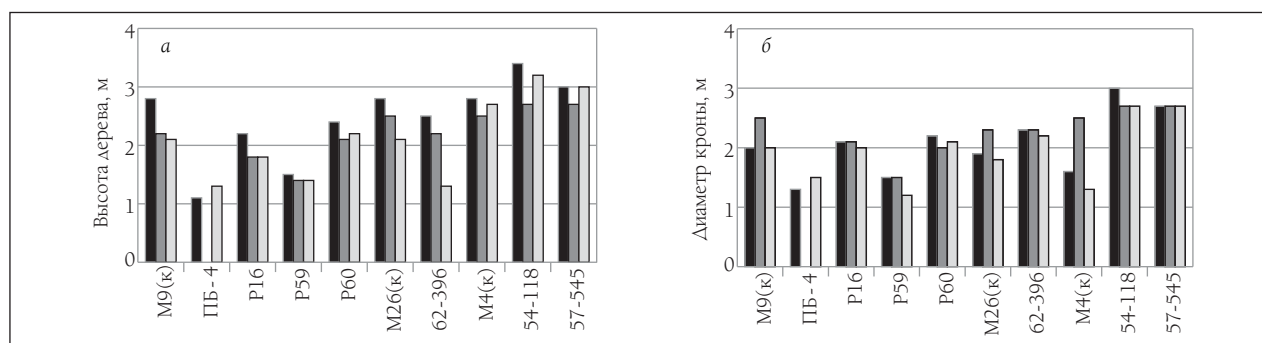 а
Высота дерева, м
4
3
2
1
0
М9(к)
ПБ-4
Р16
Р59
Р60
М26(к)
62-396
М4(к)
54-118
57-545
б
Диаметр кроны, м
4
3
2
1
0
М9(к)
ПБ-4
Р16
Р59
Р60
М26(к)
62-396
М4(к)
54-118
57-545